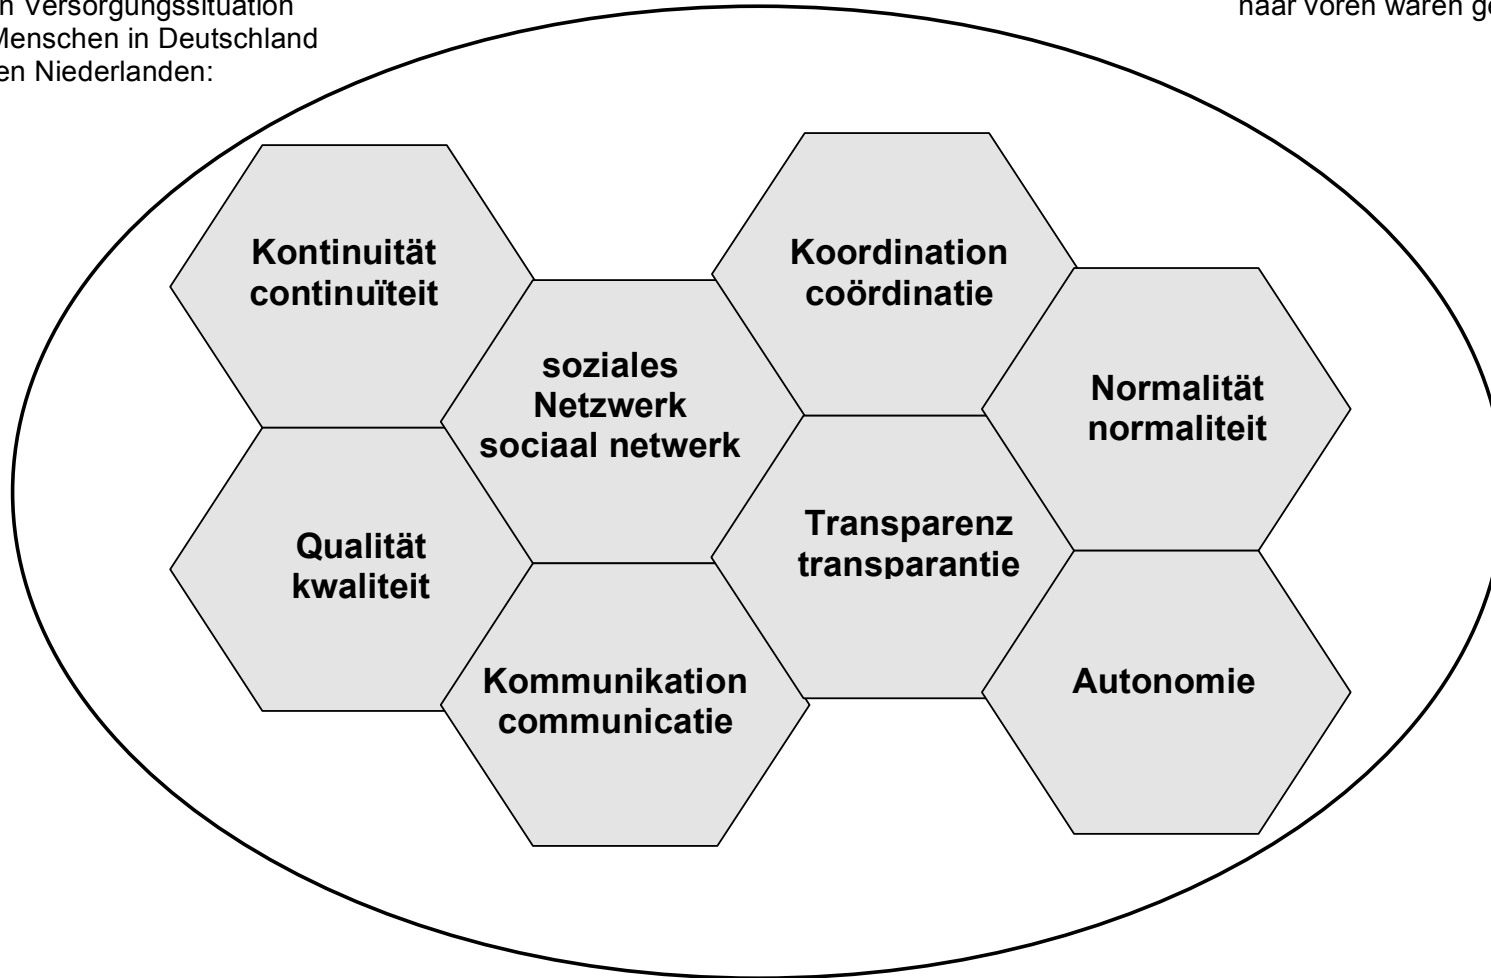 n Versorgungssituation
Menschen in Deutschland
en Niederlanden:
naar voren waren ge
Kontinuität
continuïteit
Koordination
coördinatie
soziales
Netzwerk
sociaal netwerk
Normalität
normaliteit
Qualität
kwaliteit
Transparenz
transparantie
Kommunikation
communicatie
Autonomie